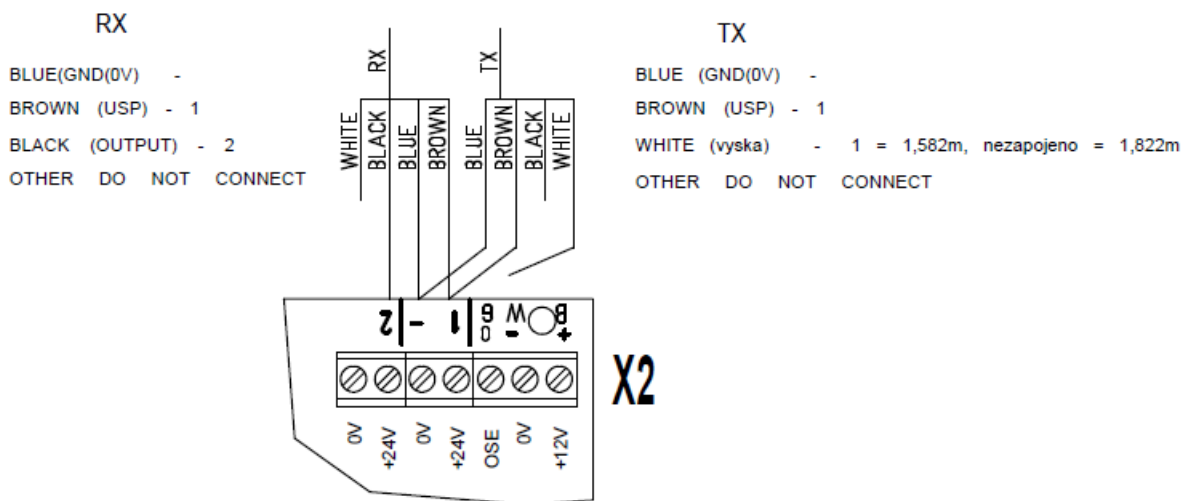 RX
BLUE(GND(0V) -
BROWN (USP) - 1
BLACK (OUTPUT) - 2
OTHER DO NOT CONNECT
RX
WHITE
BLACK
BLUE
BROWN
TX
BLUE
BROWN
BLACK
WHITE
TX
BLUE (GND(0V) -
BROWN (USP) - 1
WHITE (vyska) - 1 = 1,582m, nezapojeno = 1,822m
OTHER DO NOT CONNECT
2 - 1
G W B
O - +
X2
0V
+24V
0V
+24V
OSE
0V
+12V